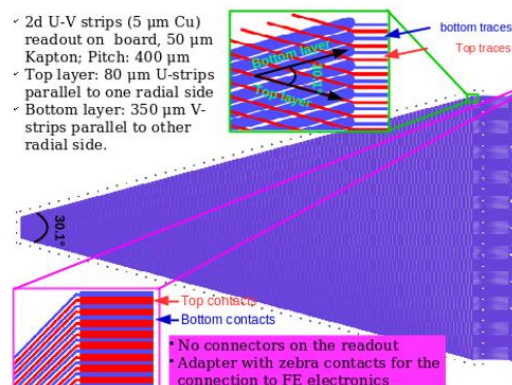 ✓ 2d U-V strips (5 μm Cu)
readout on board, 50 μm
Kapton; Pitch: 400 μm
✓ Top layer: 80 μm U-strips
parallel to one radial side
✓ Bottom layer: 350 μm V-
strips parallel to other
radial side.
Bottom layer
Top layer
bottom traces
Top traces
30.1°
Top contacts
Bottom contacts
• No connectors on the readout
• Adapter with zebra contacts for the
connection to FE electronics